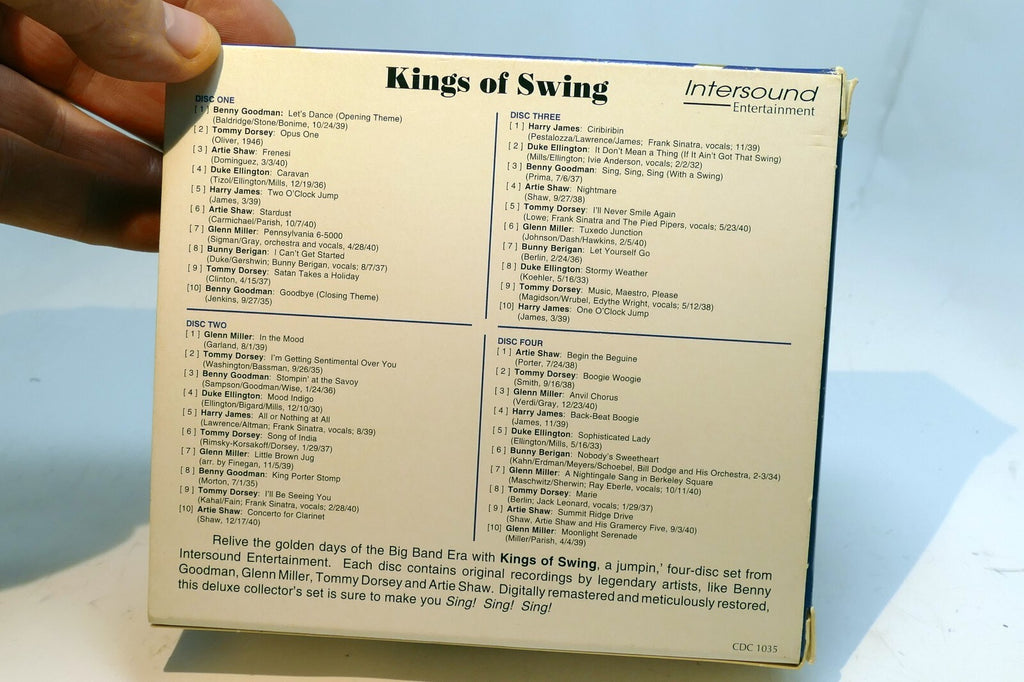 Kings of Swing
Intersound
Entertainment
DISC ONE
[ 1 ] Benny Goodman: Let's Dance (Opening Theme)
(Baldridge/Stone/Bonime, 10/24/39)
[ 2 ] Tommy Dorsey: Opus One
(Oliver, 1946)
[ 3 ] Artie Shaw: Frenesi
(Dominguez, 3/3/40)
[ 4 ] Duke Ellington: Caravan
(Tizol/Ellington/Mills, 12/19/36)
[ 5 ] Harry James: Two O'Clock Jump
(James, 3/39)
[ 6 ] Artie Shaw: Stardust
(Carmichael/Parish, 10/7/40)
[ 7 ] Glenn Miller: Pennsylvania 6-5000
(Sigman/Gray, orchestra and vocals, 4/28/40)
[ 8 ] Bunny Berigan: I Can't Get Started
(Duke/Gershwin; Bunny Berigan, vocals; 8/7/37)
[ 9 ] Tommy Dorsey: Satan Takes a Holiday
(Clinton, 4/15/37)
[10] Benny Goodman: Goodbye (Closing Theme)
(Jenkins, 9/27/35)
DISC TWO
[ 1 ] Glenn Miller: In the Mood
(Garland, 8/1/39)
[ 2 ] Tommy Dorsey: I'm Getting Sentimental Over You
(Washington/Bassman, 9/26/35)
[ 3 ] Benny Goodman: Stompin' at the Savoy
(Sampson/Goodman/Wise, 1/24/36)
[ 4 ] Duke Ellington: Mood Indigo
(Ellington/Bigard/Mills, 12/10/30)
[ 5 ] Harry James: All or Nothing at All
(Lawrence/Altman; Frank Sinatra, vocals; 8/39)
[ 6 ] Tommy Dorsey: Song of India
(Rimsky-Korsakoff/Dorsey, 1/29/37)
[ 7 ] Glenn Miller: Little Brown Jug
(arr. by Finegan, 11/5/39)
[ 8 ] Benny Goodman: King Porter Stomp
(Morton, 7/1/35)
[ 9 ] Tommy Dorsey: I'll Be Seeing You
(Kahal/Fain; Frank Sinatra, vocals; 2/28/40)
[10] Artie Shaw: Concerto for Clarinet
(Shaw, 12/17/40)
DISC THREE
[ 1 ] Harry James: Ciribiribin
(Pestalozza/Lawrence/James; Frank Sinatra, vocals; 11/39)
[ 2 ] Duke Ellington: It Don't Mean a Thing (If It Ain't Got That Swing)
(Mills/Ellington; Ivie Anderson, vocals; 2/2/32)
[ 3 ] Benny Goodman: Sing, Sing, Sing (With a Swing)
(Prima, 7/6/37)
[ 4 ] Artie Shaw: Nightmare
(Shaw, 9/27/38)
[ 5 ] Tommy Dorsey: I'll Never Smile Again
(Lowe; Frank Sinatra and The Pied Pipers, vocals; 5/23/40)
[ 6 ] Glenn Miller: Tuxedo Junction
(Johnson/Dash/Hawkins, 2/5/40)
[ 7 ] Bunny Berigan: Let Yourself Go
(Berlin, 2/24/36)
[ 8 ] Duke Ellington: Stormy Weather
(Koehler, 5/16/33)
[ 9 ] Tommy Dorsey: Music, Maestro, Please
(Magidson/Wrubel, Edythe Wright, vocals; 5/12/38)
[10] Harry James: One O'Clock Jump
(James, 3/39)
DISC FOUR
[ 1 ] Artie Shaw: Begin the Beguine
(Porter, 7/24/38)
[ 2 ] Tommy Dorsey: Boogie Woogie
(Smith, 9/16/38)
[ 3 ] Glenn Miller: Anvil Chorus
(Verdi/Gray, 12/23/40)
[ 4 ] Harry James: Back-Beat Boogie
(James, 11/39)
[ 5 ] Duke Ellington: Sophisticated Lady
(Ellington/Mills, 5/16/33)
[ 6 ] Bunny Berigan: Nobody's Sweetheart
(Kahn/Erdman/Meyers/Schoebel, Bill Dodge and His Orchestra, 2-3/34)
[ 7 ] Glenn Miller: A Nightingale Sang in Berkeley Square
(Maschwitz/Sherwin; Ray Eberle, vocals; 10/11/40)
[ 8 ] Tommy Dorsey: Marie
(Berlin; Jack Leonard, vocals; 1/29/37)
[ 9 ] Artie Shaw: Summit Ridge Drive
(Shaw, Artie Shaw and His Gramercy Five, 9/3/40)
[10] Glenn Miller: Moonlight Serenade
(Miller/Parish, 4/4/39)
Relive the golden days of the Big Band Era with Kings of Swing, a jumpin,' four-disc set from
Intersound Entertainment. Each disc contains original recordings by legendary artists, like Benny
Goodman, Glenn Miller, Tommy Dorsey and Artie Shaw. Digitally remastered and meticulously restored,
this deluxe collector's set is sure to make you Sing! Sing! Sing!
CDC 1035